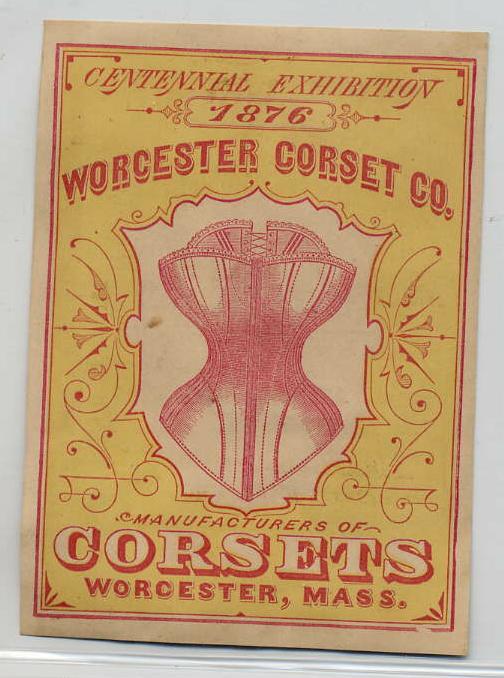 CENTENNIAL EXHIBITION
1876
WORCESTER CORSET CO.
MANUFACTURERS OF
CORSETS
WORCESTER, MASS.